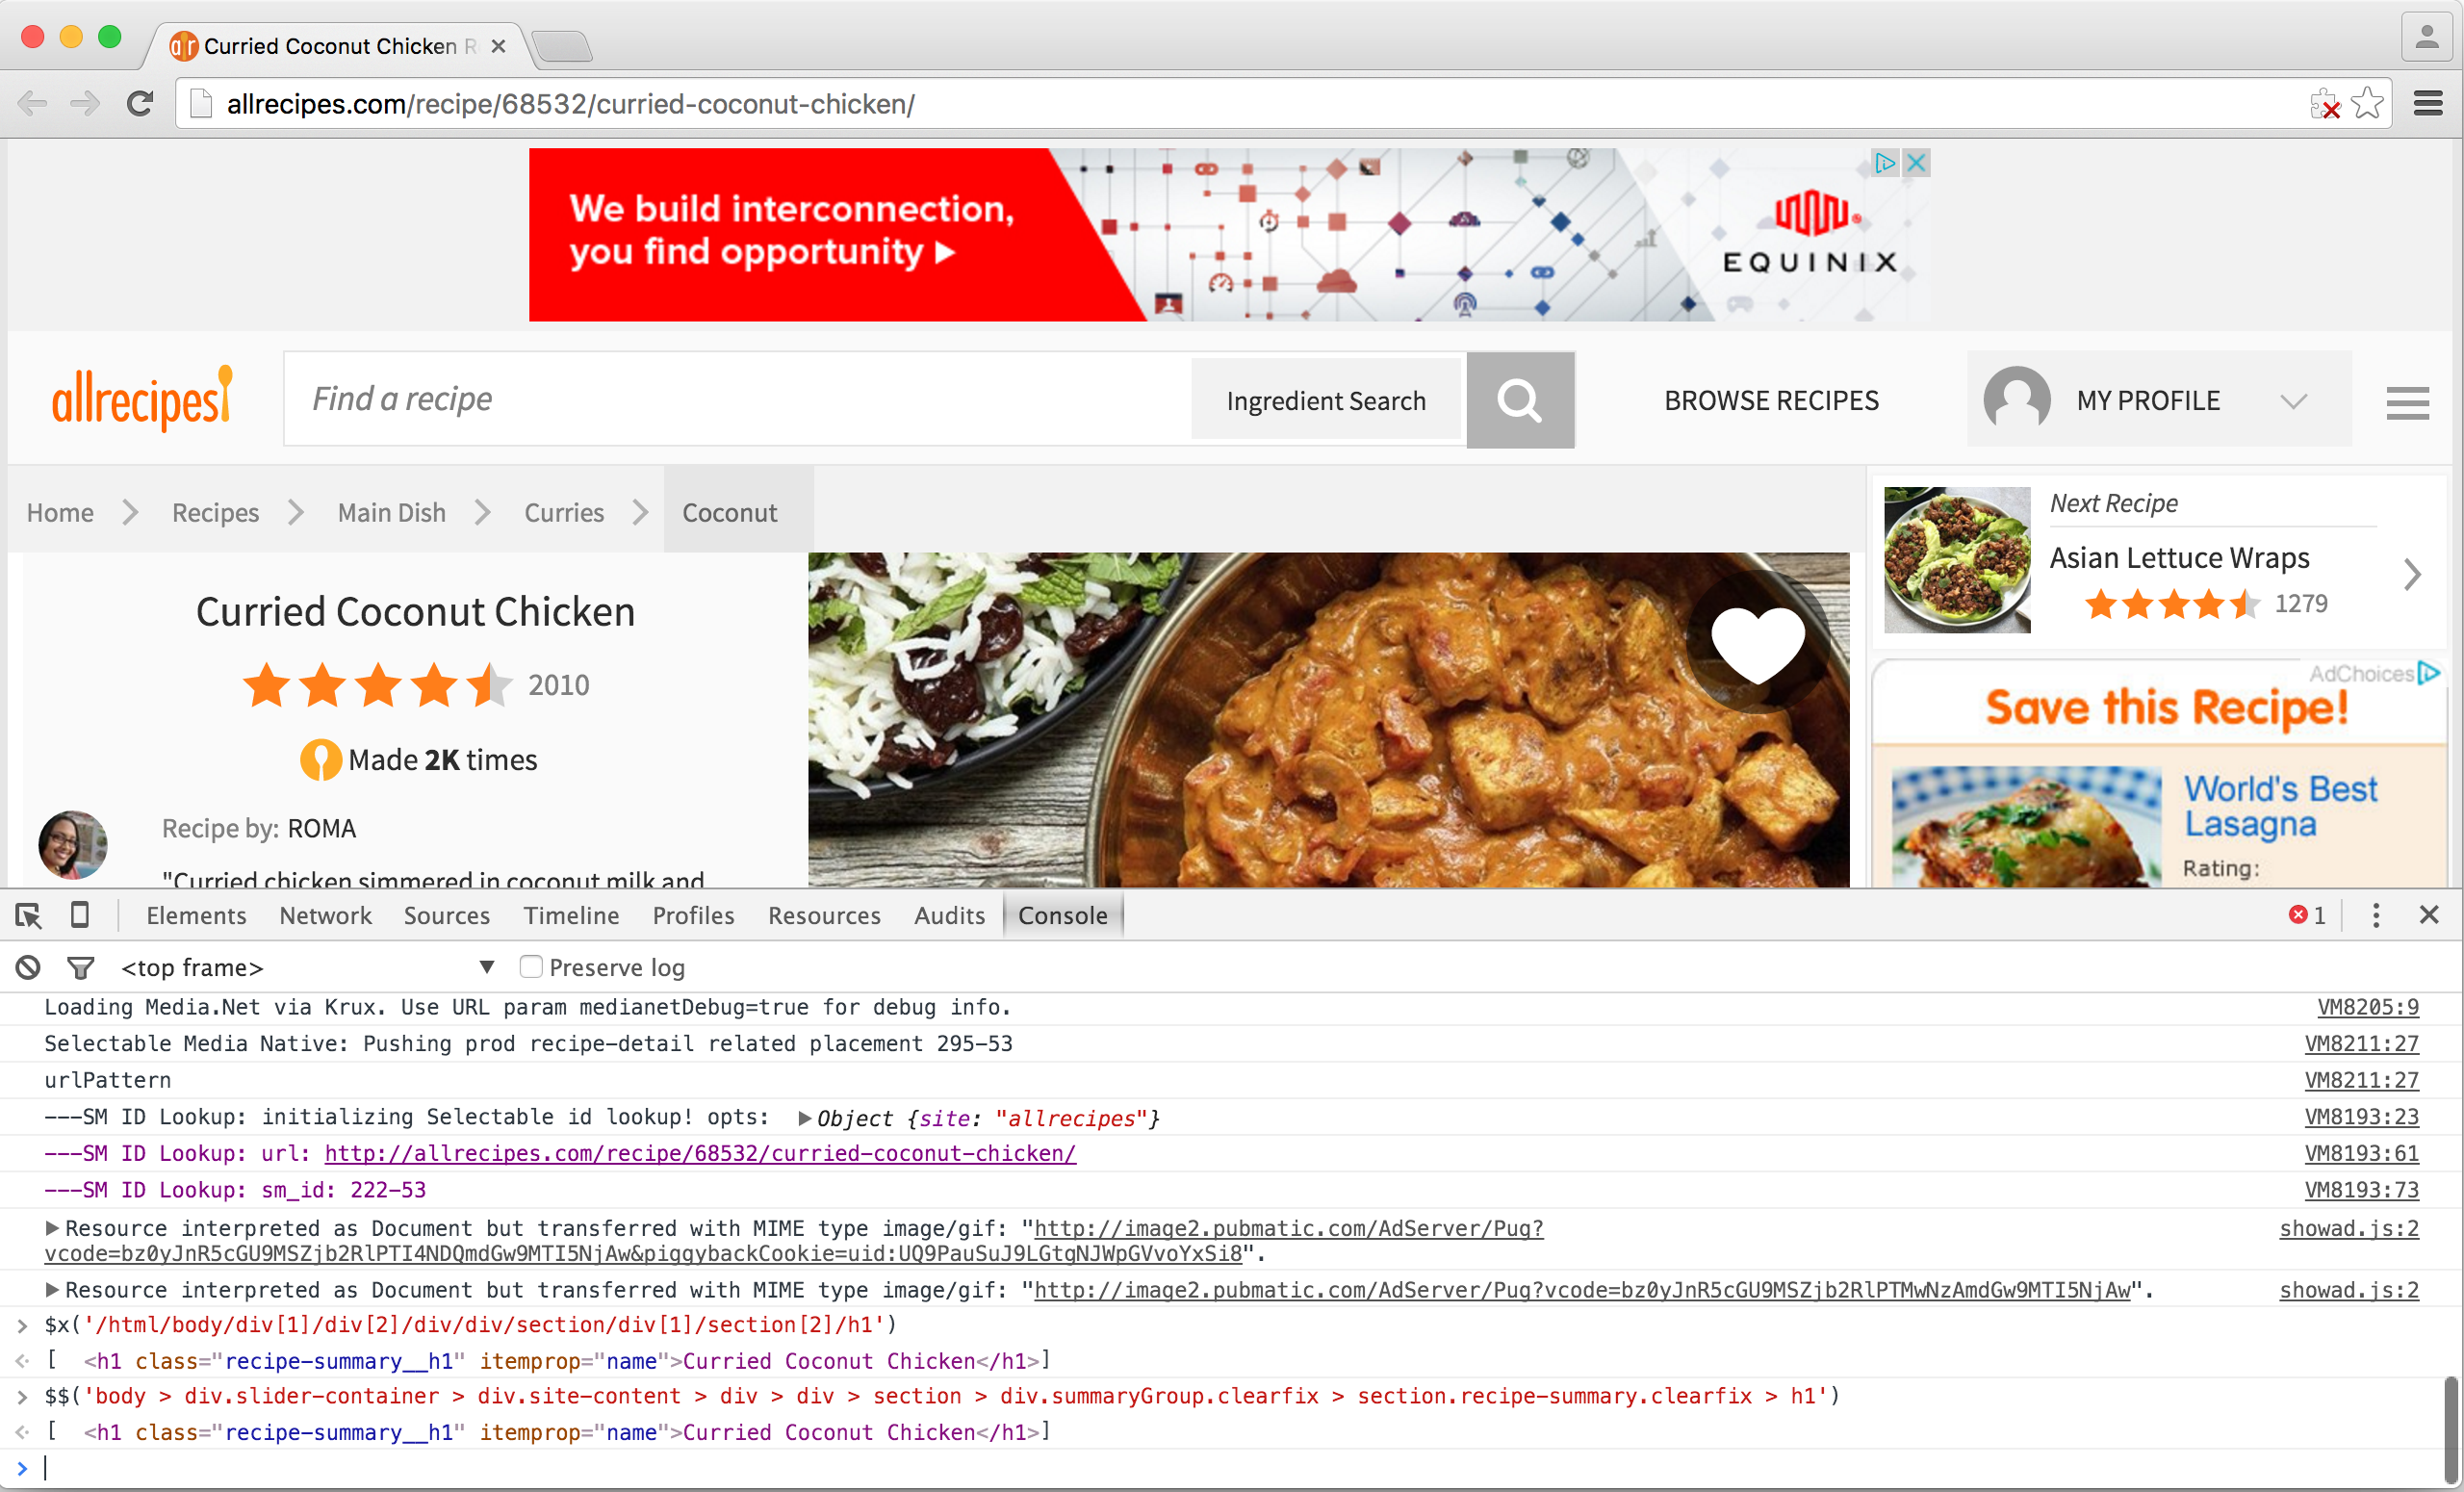 Curried Coconut Chicken R
allrecipes.com/recipe/68532/curried-coconut-chicken/
We build interconnection,
you find opportunity ▶
EQUINIX
allrecipes
Find a recipe
Ingredient Search
BROWSE RECIPES
MY PROFILE
Home
Recipes
Main Dish
Curries
Coconut
Curried Coconut Chicken
2010
Made 2K times
Recipe by: ROMA
"Curried chicken simmered in coconut milk and
Next Recipe
Asian Lettuce Wraps
1279
AdChoices
Save this Recipe!
World's Best
Lasagna
Rating:
Elements Network Sources Timeline Profiles Resources Audits Console 1
<top frame> ▼ Preserve log
Loading Media.Net via Krux. Use URL param medianetDebug=true for debug info. VM8205:9
Selectable Media Native: Pushing prod recipe-detail related placement 295-53 VM8211:27
urlPattern VM8211:27
---SM ID Lookup: initializing Selectable id lookup! opts: ▶Object {site: "allrecipes"} VM8193:23
---SM ID Lookup: url: http://allrecipes.com/recipe/68532/curried-coconut-chicken/ VM8193:61
---SM ID Lookup: sm_id: 222-53 VM8193:73
▶Resource interpreted as Document but transferred with MIME type image/gif: "http://image2.pubmatic.com/AdServer/Pug? showad.js:2
vcode=bz0yJnR5cGU9MSZjb2RlPTI4NDQmdGw9MTI5NjAw&piggybackCookie=uid:UQ9PauSuJ9LGtgNJWpGVvoYxSi8".
▶Resource interpreted as Document but transferred with MIME type image/gif: "http://image2.pubmatic.com/AdServer/Pug?vcode=bz0yJnR5cGU9MSZjb2RlPTMwNzAmdGw9MTI5NjAw". showad.js:2
> $x('/html/body/div[1]/div[2]/div/div/section/div[1]/section[2]/h1')
[ <h1 class="recipe-summary__h1" itemprop="name">Curried Coconut Chicken</h1>]
> $$('body > div.slider-container > div.site-content > div > div > section > div.summaryGroup.clearfix > section.recipe-summary.clearfix > h1')
[ <h1 class="recipe-summary__h1" itemprop="name">Curried Coconut Chicken</h1>]
>